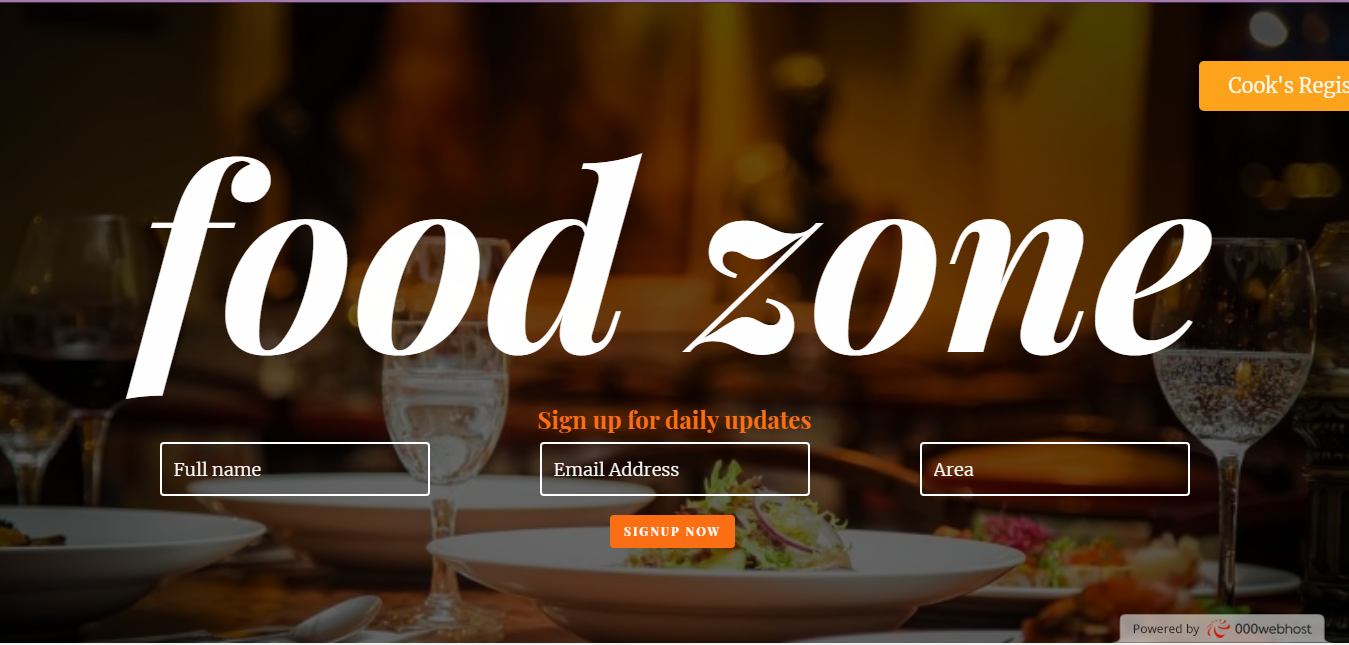 Cook's Regis
food zone
Sign up for daily updates
Full name
Email Address
Area
SIGNUP NOW
Powered by 000webhost